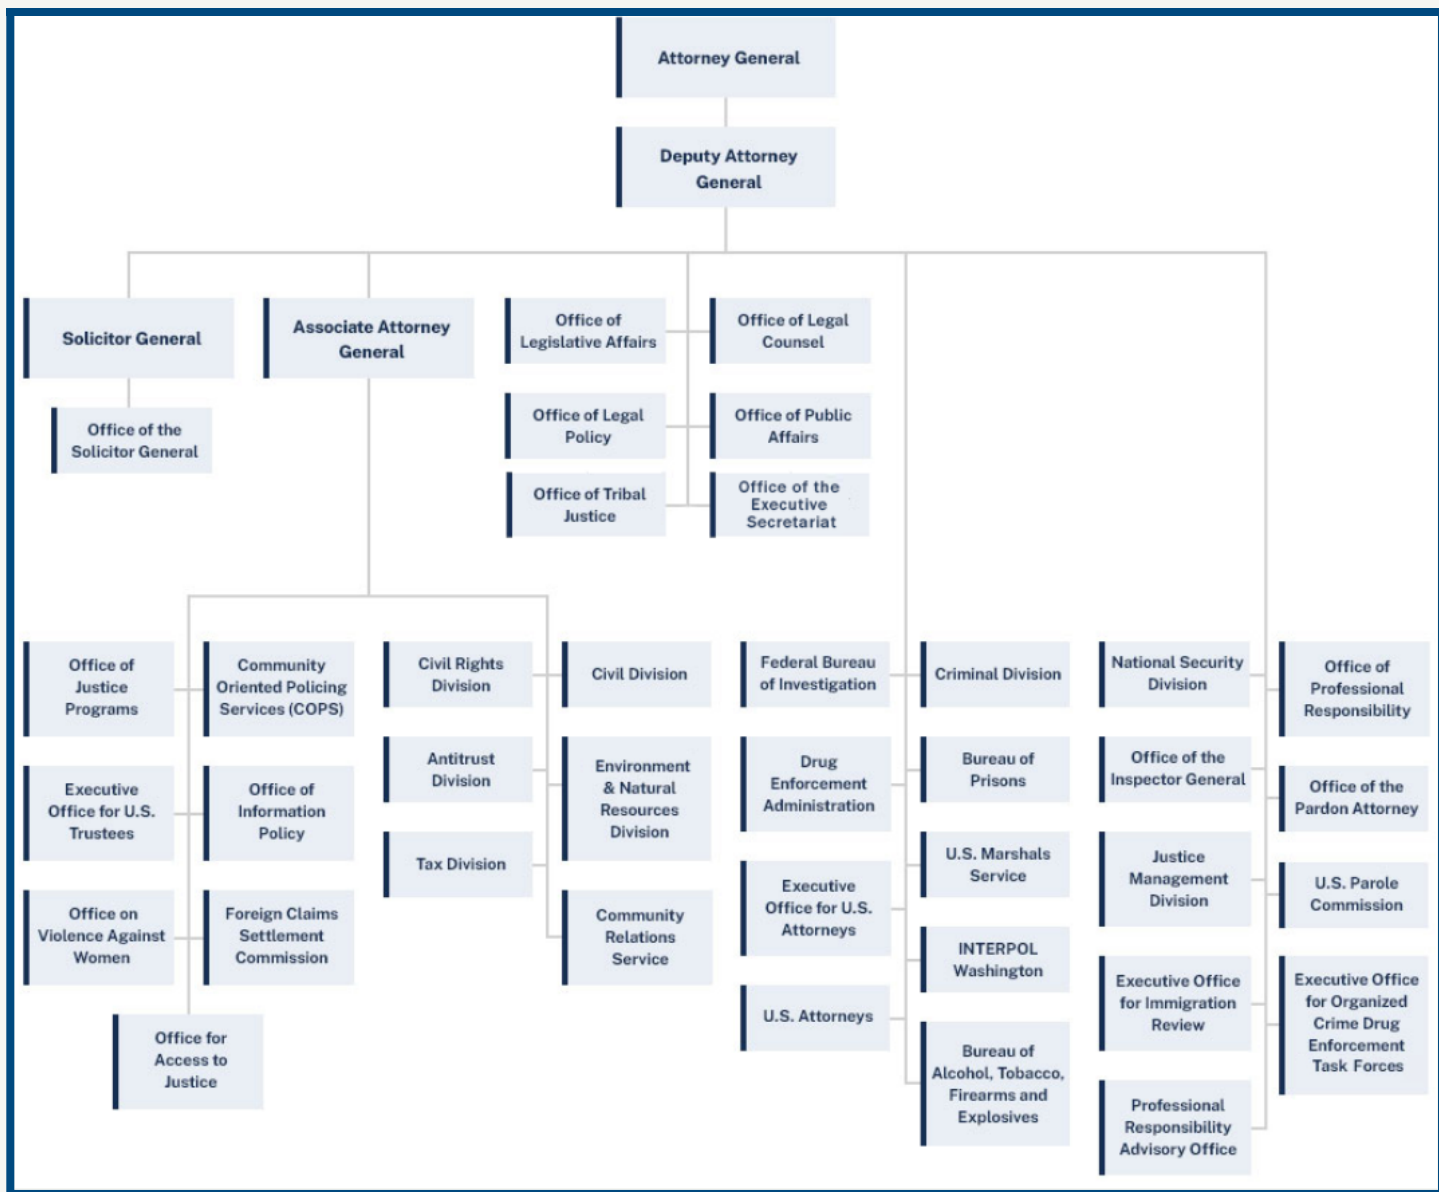 Attorney General
Deputy Attorney
General
Solicitor General
Associate Attorney
General
Office of
Legislative Affairs
Office of Legal
Counsel
Office of the
Solicitor General
Office of Legal
Policy
Office of Public
Affairs
Office of Tribal
Justice
Office of the
Executive
Secretariat
Office of
Justice
Programs
Community
Oriented Policing
Services (COPS)
Executive
Office for U.S.
Trustees
Office of
Information
Policy
Office on
Violence Against
Women
Foreign Claims
Settlement
Commission
Office for
Access to
Justice
Civil Rights
Division
Civil Division
Antitrust
Division
Environment
& Natural
Resources
Division
Tax Division
Community
Relations
Service
Federal Bureau
of Investigation
Criminal Division
Drug
Enforcement
Administration
Bureau of
Prisons
Executive
Office for U.S.
Attorneys
U.S. Marshals
Service
INTERPOL
Washington
U.S. Attorneys
Bureau of
Alcohol, Tobacco,
Firearms and
Explosives
National Security
Division
Office of
Professional
Responsibility
Office of the
Inspector General
Office of the
Pardon Attorney
Justice
Management
Division
U.S. Parole
Commission
Executive Office
for Immigration
Review
Executive Office
for Organized
Crime Drug
Enforcement
Task Forces
Professional
Responsibility
Advisory Office